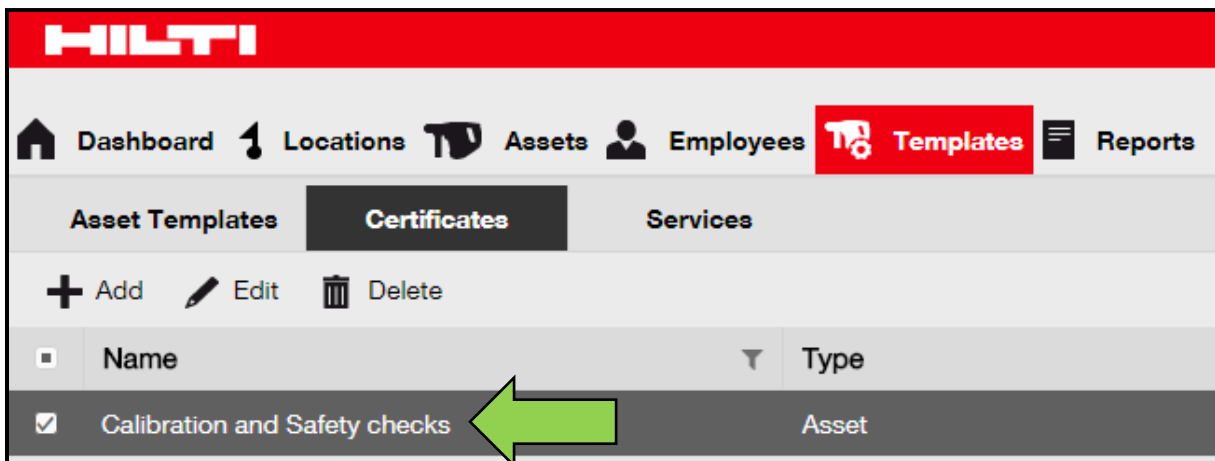 HILTI
Dashboard Locations Assets Employees Templates Reports
Asset Templates Certificates Services
Add Edit Delete
Name Type
Calibration and Safety checks Asset